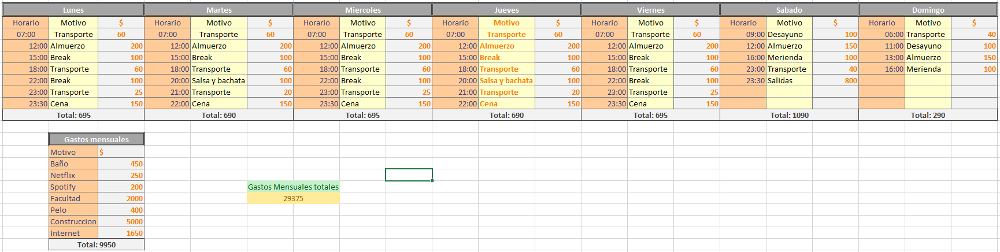 Lunes Martes Miercoles Jueves Viernes Sabado Domingo
Horario Motivo $ Horario Motivo $ Horario Motivo $ Horario Motivo $ Horario Motivo $ Horario Motivo $ Horario Motivo $
07:00 Transporte 60 07:00 Transporte 60 07:00 Transporte 60 07:00 Transporte 60 07:00 Transporte 60 09:00 Desayuno 100 06:00 Transporte 40
12:00 Almuerzo 200 12:00 Almuerzo 200 12:00 Almuerzo 200 12:00 Almuerzo 200 12:00 Almuerzo 200 12:00 Almuerzo 150 11:00 Desayuno 100
15:00 Break 100 15:00 Break 100 15:00 Break 100 15:00 Break 100 15:00 Break 100 16:00 Merienda 100 13:00 Almuerzo 150
18:00 Transporte 60 18:00 Transporte 60 18:00 Transporte 60 18:00 Transporte 60 18:00 Transporte 60 23:00 Transporte 40 16:00 Merienda 100
22:00 Break 100 20:00 Salsa y bachata 100 22:00 Break 100 20:00 Salsa y bachata 100 22:00 Break 100 23:30 Salidas 800
23:00 Transporte 25 21:00 Transporte 20 23:00 Transporte 25 21:00 Transporte 20 23:00 Transporte 25
23:30 Cena 150 22:00 Cena 150 23:30 Cena 150 22:00 Cena 150 23:30 Cena 150
Total: 695 Total: 690 Total: 695 Total: 690 Total: 695 Total: 1090 Total: 290
Gastos mensuales
Motivo $
Baño 450
Netflix 250
Spotify 200 Gastos Mensuales totales
Facultad 2000 29375
Pelo 400
Construccion 5000
Internet 1650
Total: 9950